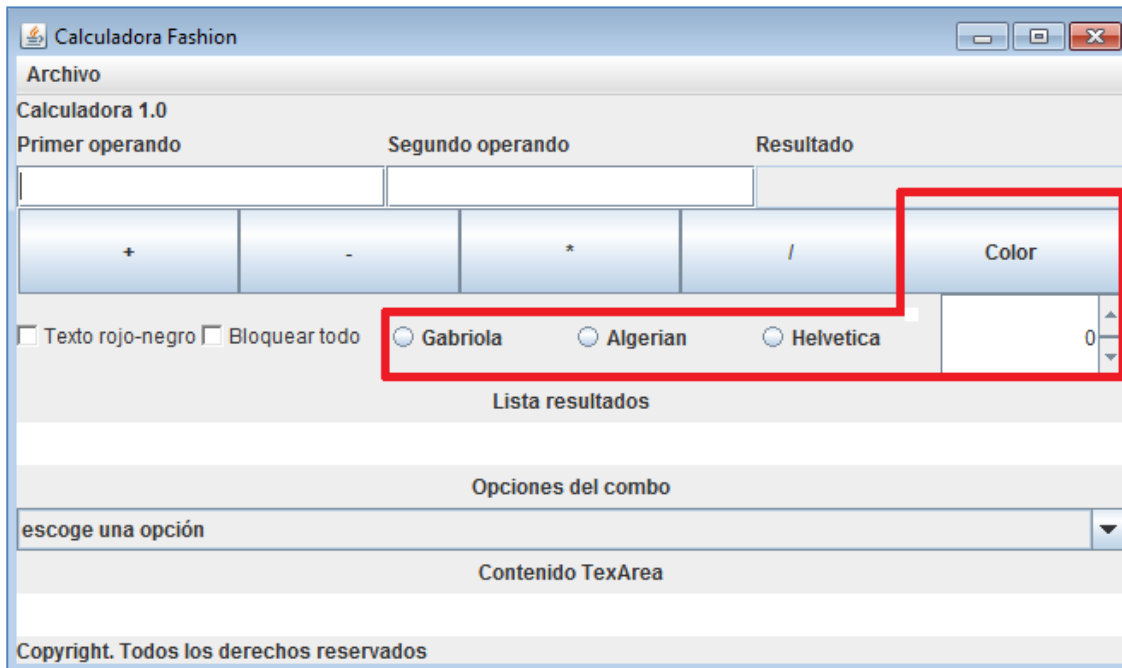 Calculadora Fashion
Archivo
Calculadora 1.0
Primer operando Segundo operando Resultado
+ - * / Color
Texto rojo-negro Bloquear todo Gabriola Algerian Helvetica 0
Lista resultados
Opciones del combo
escoge una opción
Contenido TexArea
Copyright. Todos los derechos reservados